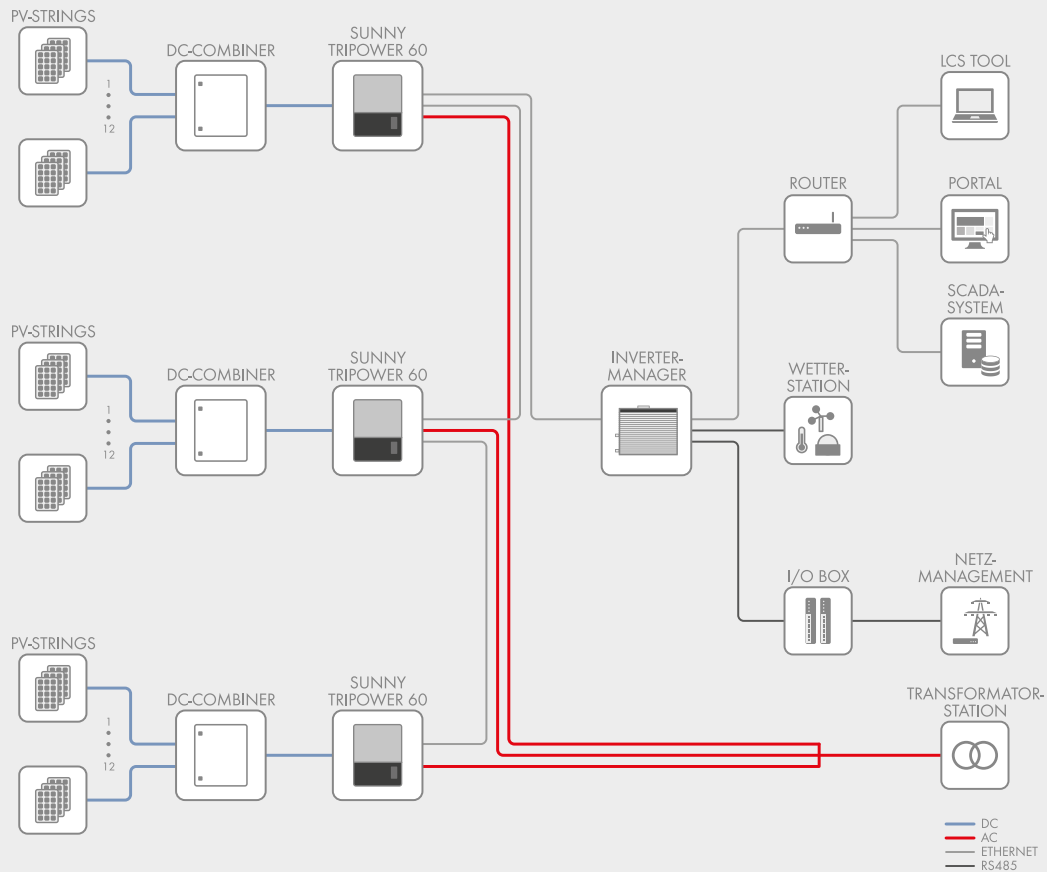 PV-STRINGS
DC-COMBINER
SUNNY
TRIPOWER 60
1
12
LCS TOOL
ROUTER
PORTAL
SCADA-
SYSTEM
PV-STRINGS
DC-COMBINER
SUNNY
TRIPOWER 60
1
12
INVERTER-
MANAGER
WETTER-
STATION
I/O BOX
NETZ-
MANAGEMENT
PV-STRINGS
DC-COMBINER
SUNNY
TRIPOWER 60
1
12
TRANSFORMATOR-
STATION
DC
AC
ETHERNET
RS485